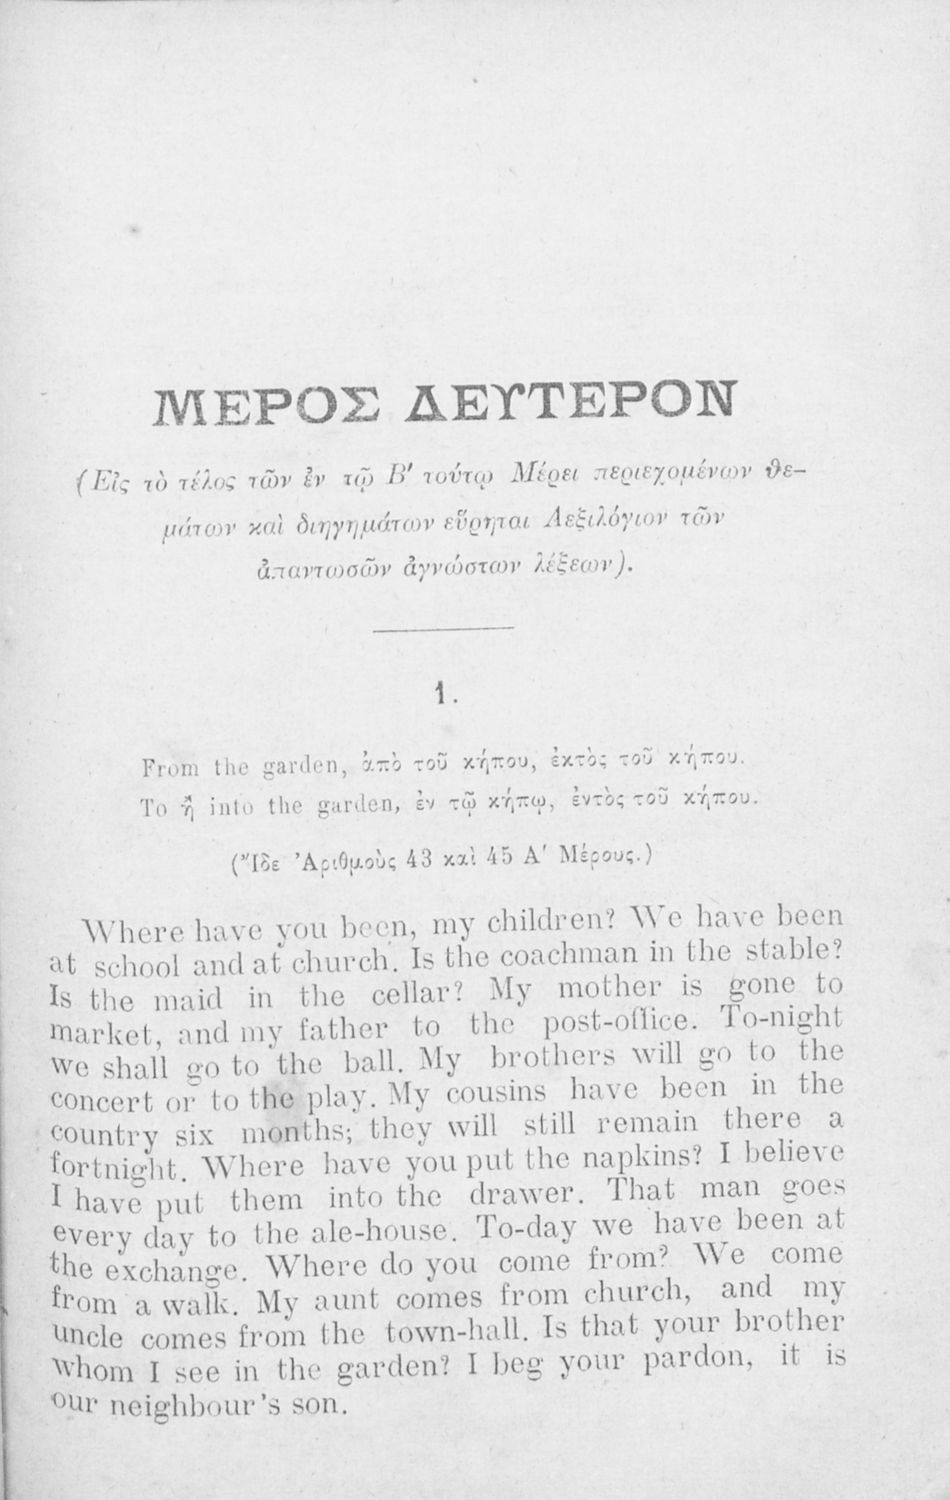 ΜΕΡΟΣ ΔΕΥΤΕΡΟΝ
(Εἰς τὸ τέλος τῶν ἐν τῷ Β' τούτῳ Μέρει περιεχομένων θε-
μάτων καὶ διηγημάτων εὕρηται Λεξιλόγιον τῶν
ἀπαντωσῶν ἀγνώστων λέξεων).
1.
From the garden, ἀπὸ τοῦ κήπου, ἐκτὸς τοῦ κήπου.
To ἢ into the garden, ἐν τῷ κήπῳ, ἐντὸς τοῦ κήπου.
(Ἴδε Ἀριθμοὺς 43 καὶ 45 Α' Μέρους.)
Where have you been, my children? We have been
at school and at church. Is the coachman in the stable?
Is the maid in the cellar? My mother is gone to
market, and my father to the post-office. To-night
we shall go to the ball. My brothers will go to the
concert or to the play. My cousins have been in the
country six months; they will still remain there a
fortnight. Where have you put the napkins? I believe
I have put them into the drawer. That man goes
every day to the ale-house. To-day we have been at
the exchange. Where do you come from? We come
from a walk. My aunt comes from church, and my
uncle comes from the town-hall. Is that your brother
whom I see in the garden? I beg your pardon, it is
our neighbour's son.